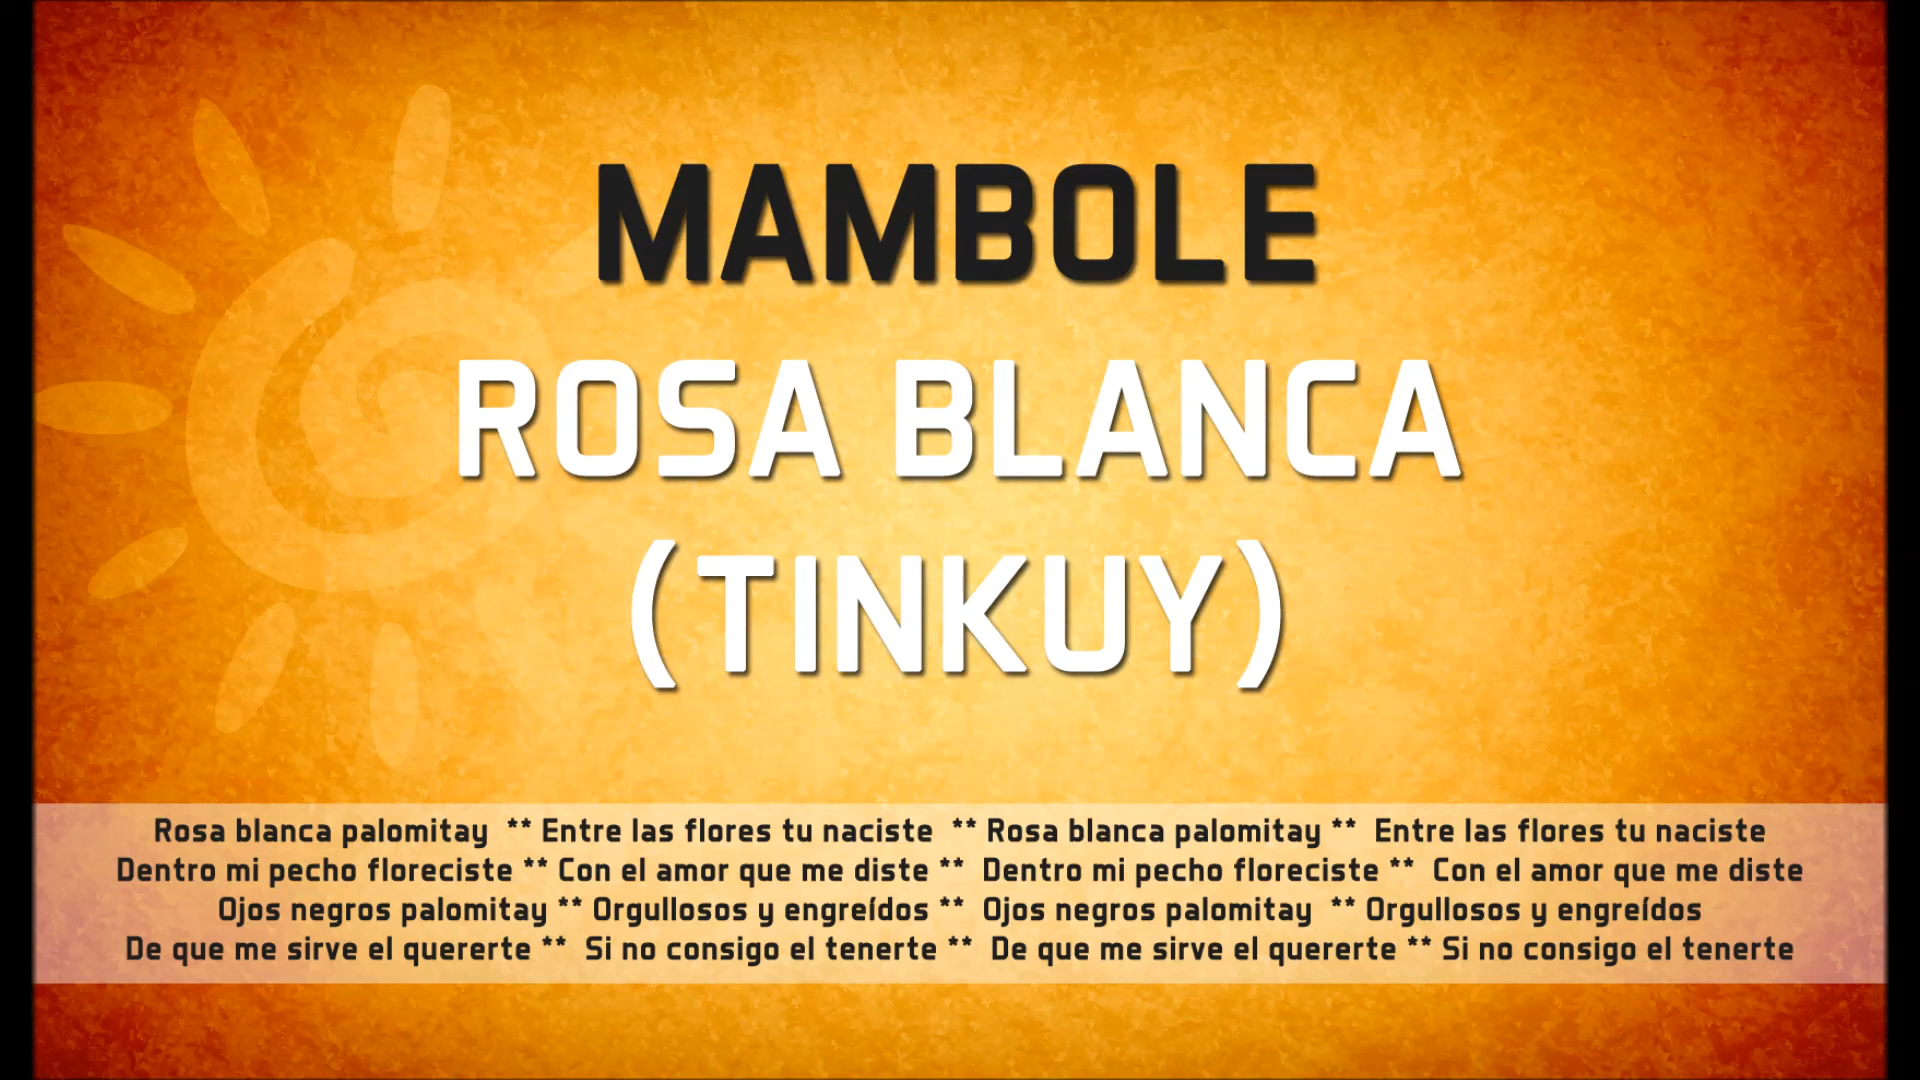 MAMBOLE
ROSA BLANCA
(TINKUY)
Rosa blanca palomitay ** Entre las flores tu naciste ** Rosa blanca palomitay ** Entre las flores tu naciste
Dentro mi pecho floreciste ** Con el amor que me diste ** Dentro mi pecho floreciste ** Con el amor que me diste
Ojos negros palomitay ** Orgullosos y engreídos ** Ojos negros palomitay ** Orgullosos y engreídos
De que me sirve el quererte ** Si no consigo el tenerte ** De que me sirve el quererte ** Si no consigo el tenerte